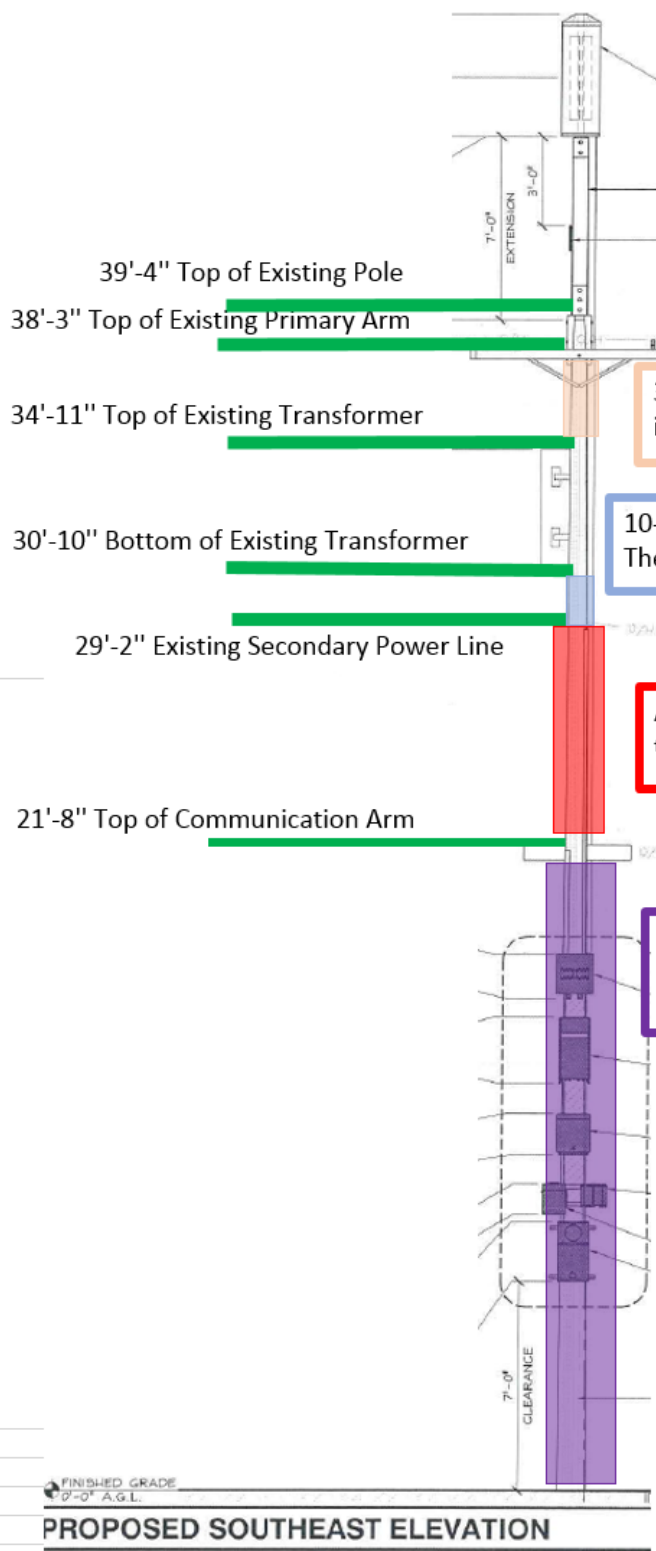 3'-0"
7'-0"
EXTENSION
39'-4" Top of Existing Pole
38'-3" Top of Existing Primary Arm
34'-11" Top of Existing Transformer
10-
The
30'-10" Bottom of Existing Transformer
29'-2" Existing Secondary Power Line
21'-8" Top of Communication Arm
7'-0"
CLEARANCE
FINISHED GRADE
0'-0" A.G.L.
PROPOSED SOUTHEAST ELEVATION